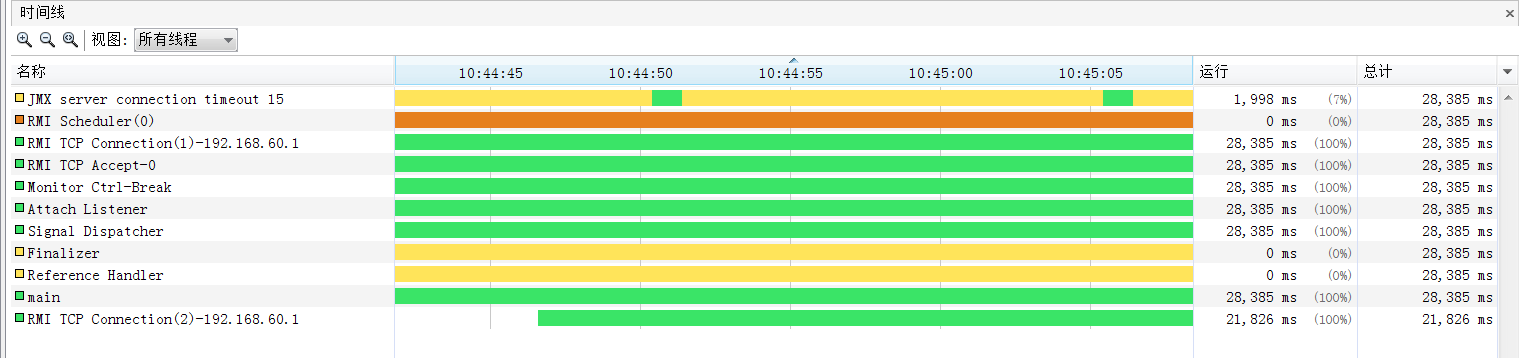 时间线
视图: 所有线程
名称 10:44:45 10:44:50 10:44:55 10:45:00 10:45:05 运行 总计
JMX server connection timeout 15 1,998 ms (7%) 28,385 ms
RMI Scheduler(0) 0 ms (0%) 28,385 ms
RMI TCP Connection(1)-192.168.60.1 28,385 ms (100%) 28,385 ms
RMI TCP Accept-0 28,385 ms (100%) 28,385 ms
Monitor Ctrl-Break 28,385 ms (100%) 28,385 ms
Attach Listener 28,385 ms (100%) 28,385 ms
Signal Dispatcher 28,385 ms (100%) 28,385 ms
Finalizer 0 ms (0%) 28,385 ms
Reference Handler 0 ms (0%) 28,385 ms
main 28,385 ms (100%) 28,385 ms
RMI TCP Connection(2)-192.168.60.1 21,826 ms (100%) 21,826 ms